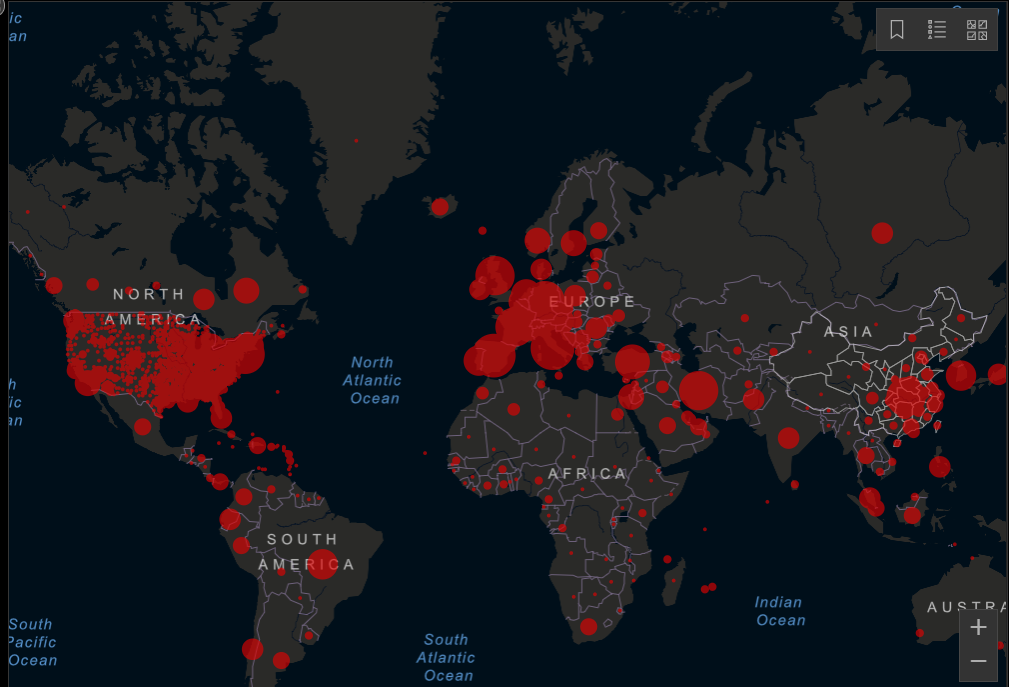 ic
an
NORTH
AMERICA
North
Atlantic
Ocean
EUROPE
ASIA
h
fic
an
AFRICA
SOUTH
AMERICA
South
Pacific
Ocean
South
Atlantic
Ocean
Indian
Ocean
AUSTRA
+
−